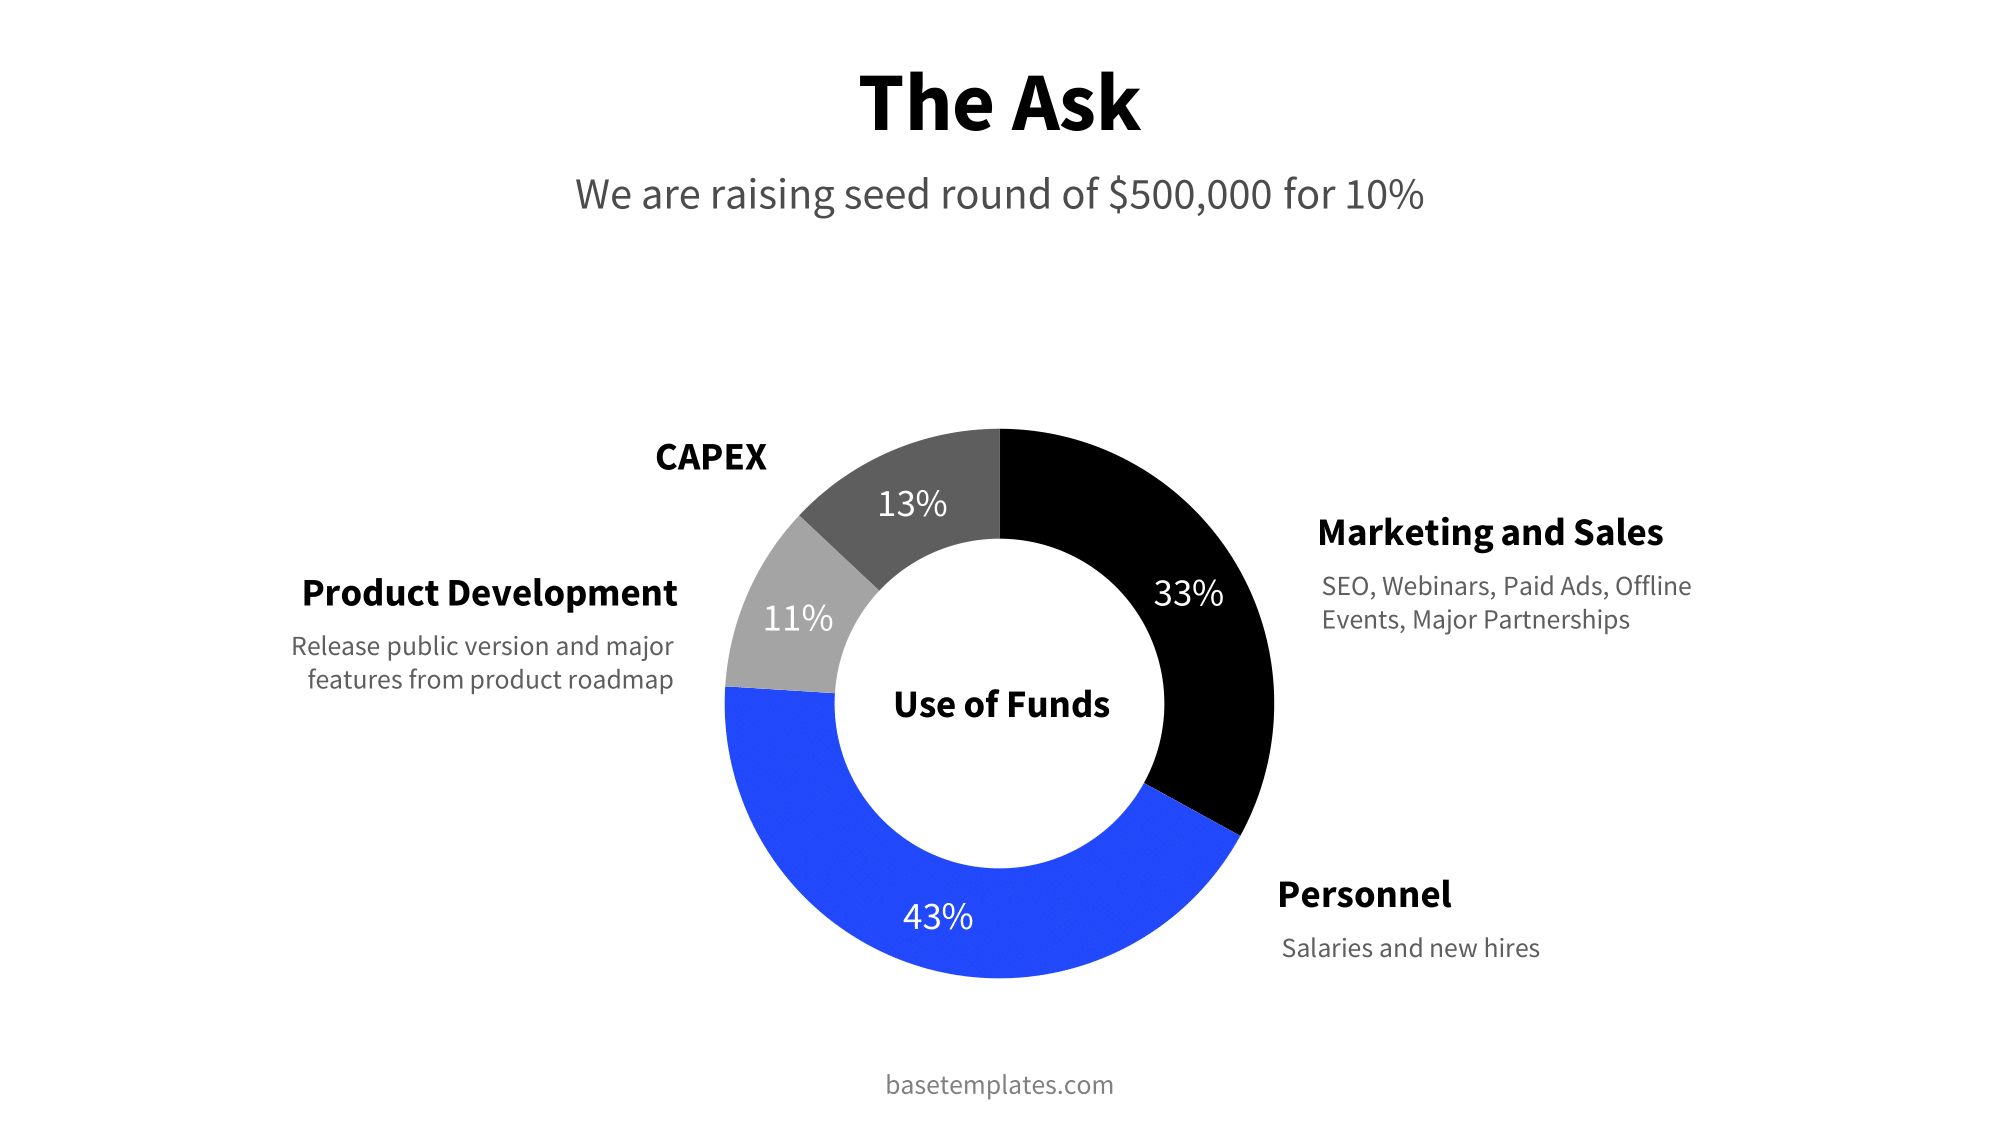 The Ask
We are raising seed round of $500,000 for 10%
CAPEX
13%
Marketing and Sales
SEO, Webinars, Paid Ads, Offline
Events, Major Partnerships
33%
Product Development
Release public version and major
features from product roadmap
11%
Use of Funds
Personnel
Salaries and new hires
43%
basetemplates.com